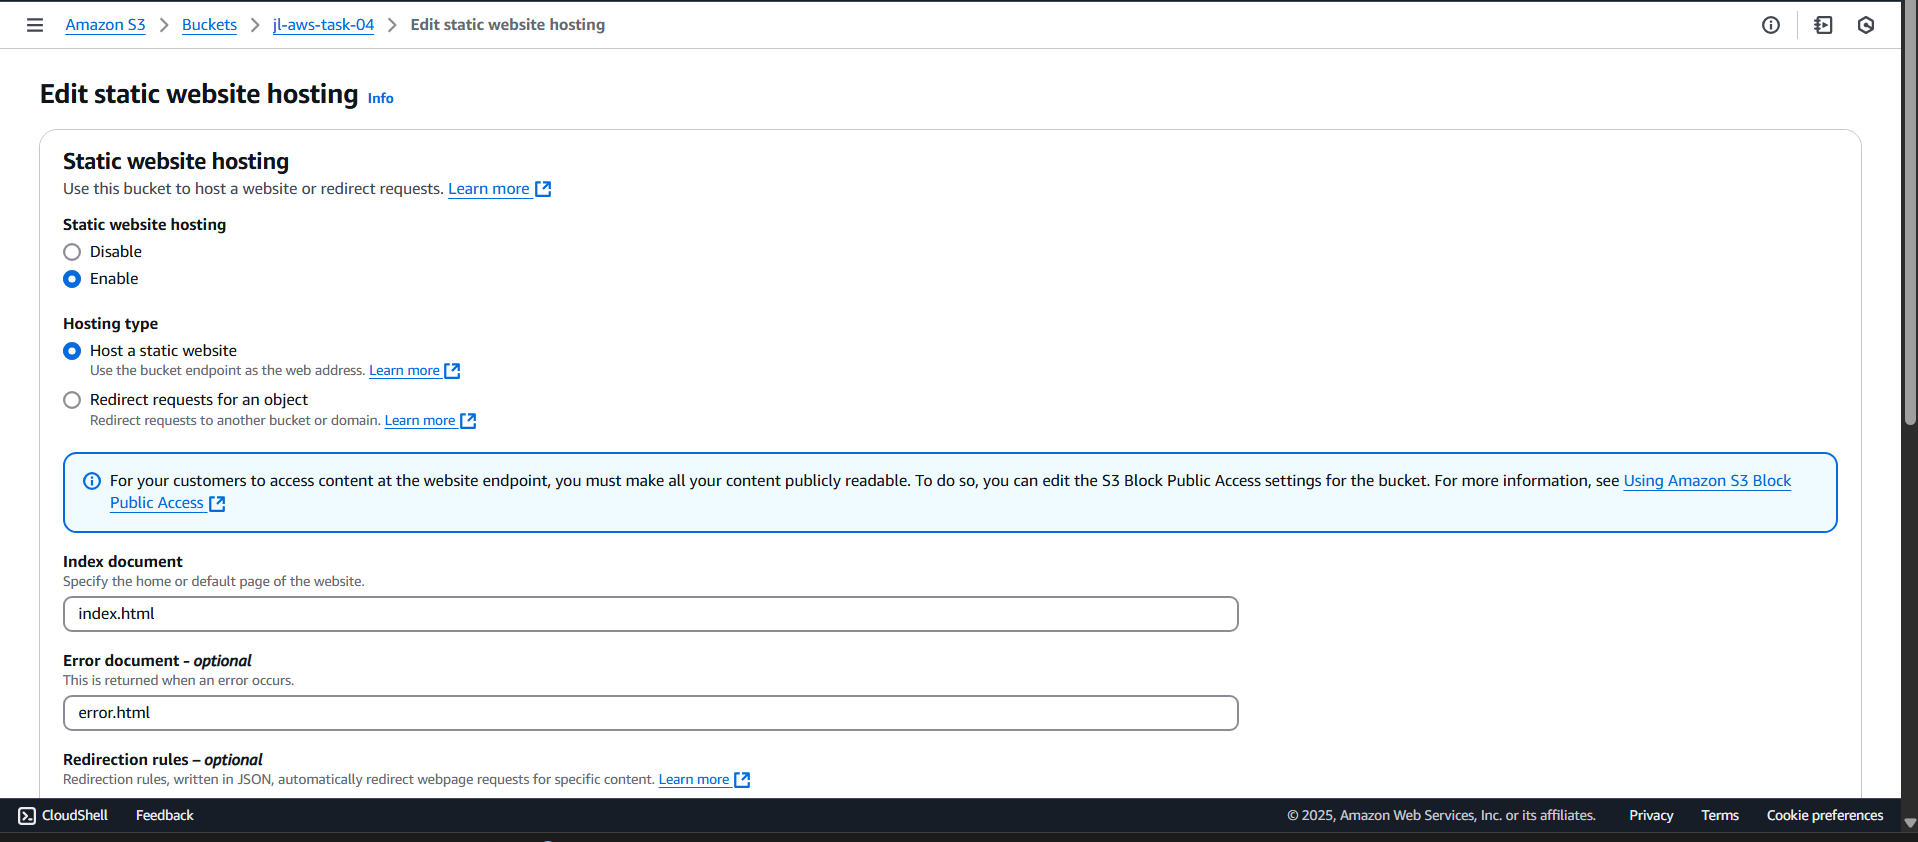 Amazon S3 > Buckets > jl-aws-task-04 > Edit static website hosting
Edit static website hosting Info
Static website hosting
Use this bucket to host a website or redirect requests. Learn more
Static website hosting
Disable
Enable
Hosting type
Host a static website
Use the bucket endpoint as the web address. Learn more
Redirect requests for an object
Redirect requests to another bucket or domain. Learn more
For your customers to access content at the website endpoint, you must make all your content publicly readable. To do so, you can edit the S3 Block Public Access settings for the bucket. For more information, see Using Amazon S3 Block
Public Access
Index document
Specify the home or default page of the website.
index.html
Error document - optional
This is returned when an error occurs.
error.html
Redirection rules – optional
Redirection rules, written in JSON, automatically redirect webpage requests for specific content. Learn more
CloudShell Feedback © 2025, Amazon Web Services, Inc. or its affiliates. Privacy Terms Cookie preferences